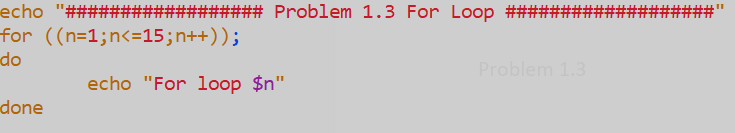 echo "################## Problem 1.3 For Loop ###################"
for ((n=1;n<=15;n++));
do
        echo "For loop $n"
Problem 1.3
done